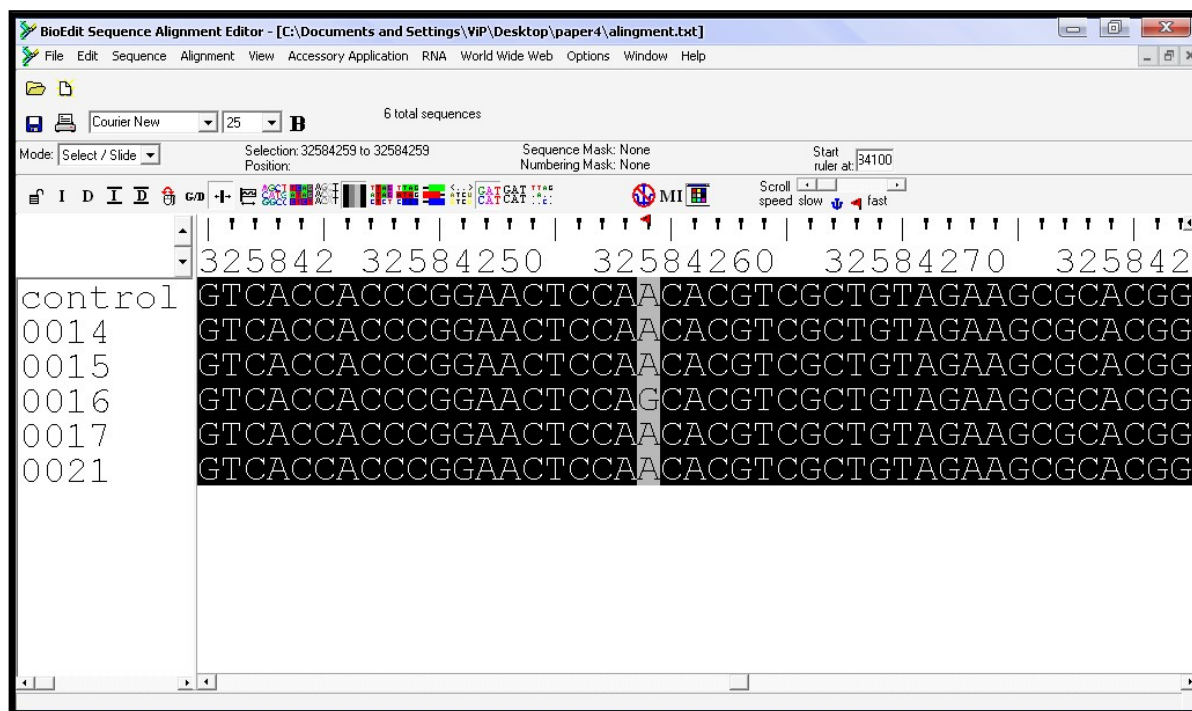 BioEdit Sequence Alignment Editor - [C:\Documents and Settings\ViP\Desktop\paper4\alingment.txt]
File Edit Sequence Alignment View Accessory Application RNA World Wide Web Options Window Help
Courier New 25 B 6 total sequences
Mode: Select / Slide Selection: 32584259 to 32584259 Sequence Mask: None Start
Position: Numbering Mask: None ruler at: 34100
I D I D G/D MI Scroll
speed slow fast
325842 32584250 32584260 32584270 325842
control GTCACCACCCGGAACTCCAACACGTCGCTGTAGAAGCGCACGG
0014 GTCACCACCCGGAACTCCAACACGTCGCTGTAGAAGCGCACGG
0015 GTCACCACCCGGAACTCCAACACGTCGCTGTAGAAGCGCACGG
0016 GTCACCACCCGGAACTCCAGCACGTCGCTGTAGAAGCGCACGG
0017 GTCACCACCCGGAACTCCAACACGTCGCTGTAGAAGCGCACGG
0021 GTCACCACCCGGAACTCCAACACGTCGCTGTAGAAGCGCACGG